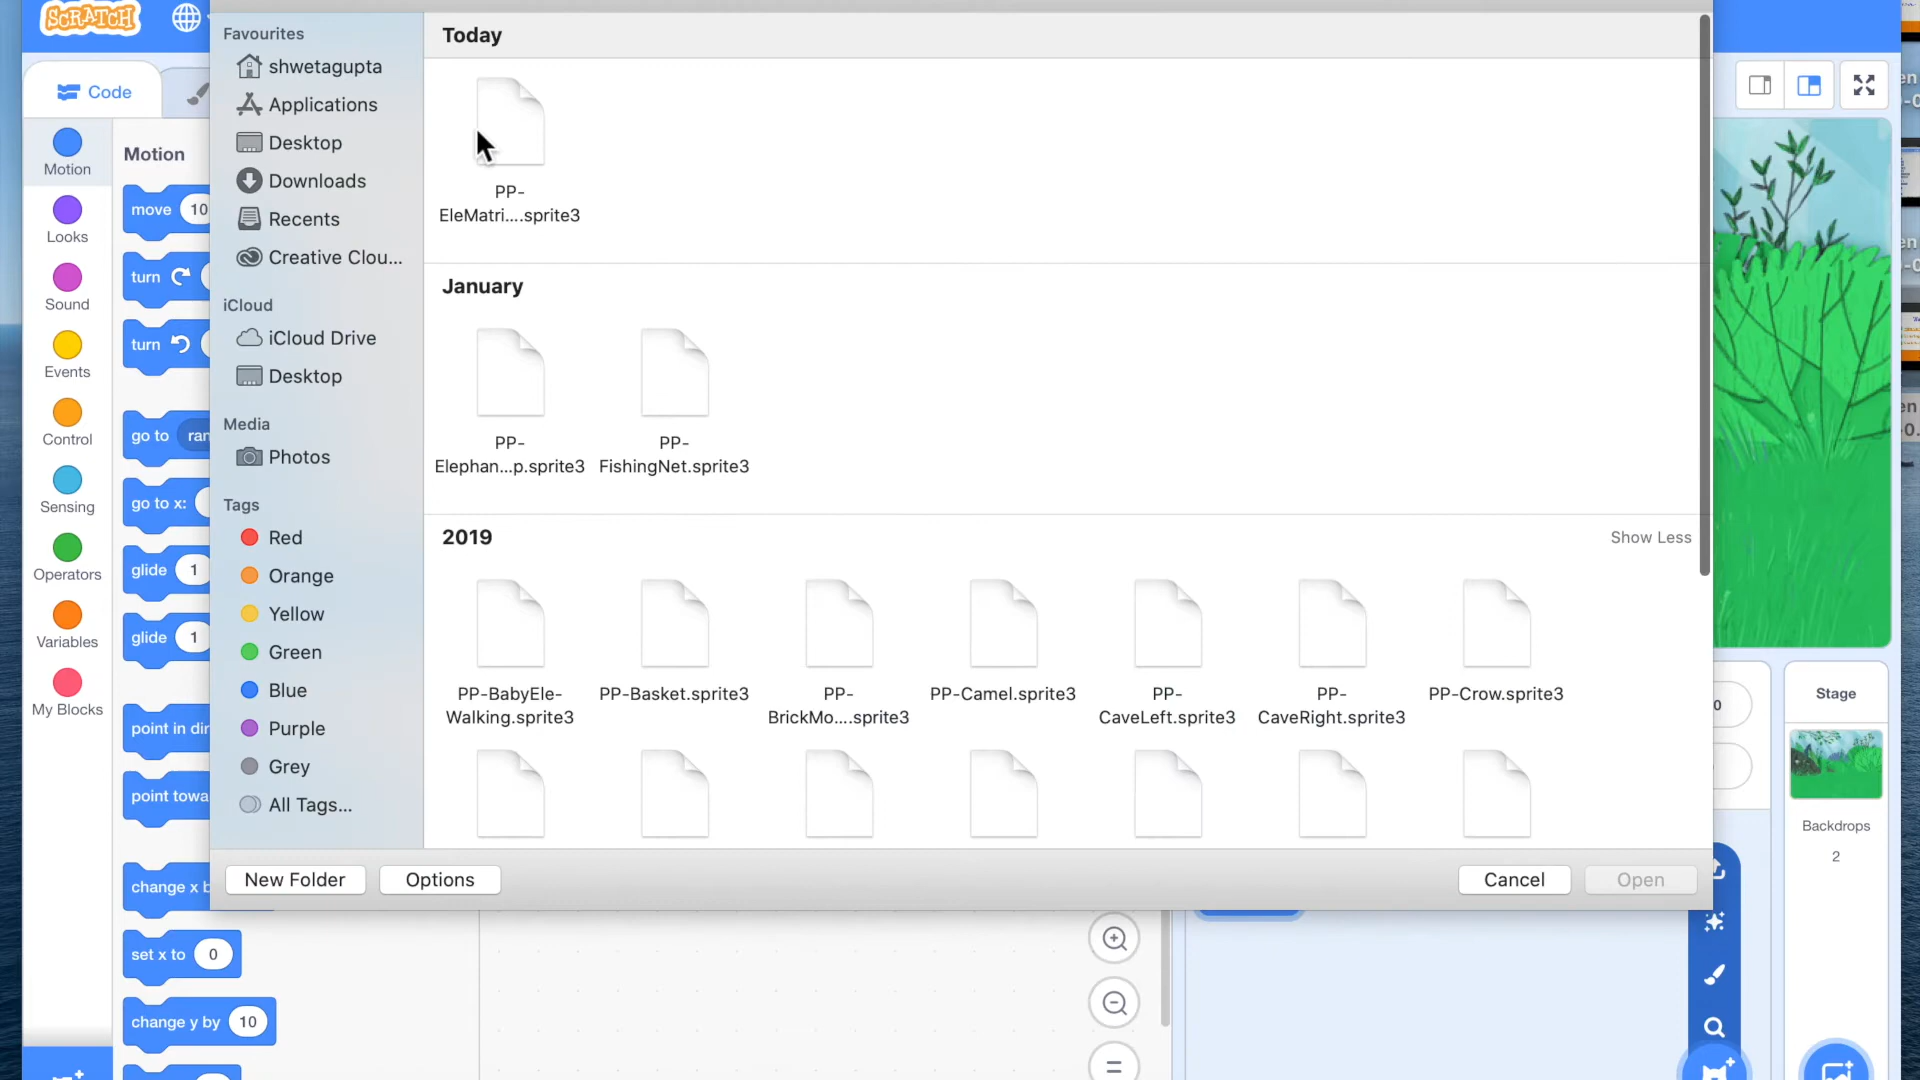 SCRATCH
Code
Motion
Looks
Sound
Events
Control
Sensing
Operators
Variables
My Blocks
Motion
move 10
turn
turn
go to
go to x:
glide 1
glide 1
point in dir
change x b
set x to 0
change y by 10
Favourites
shwetagupta
Applications
Desktop
Downloads
Recents
Creative Clou...
iCloud
iCloud Drive
Desktop
Media
Photos
Tags
Red
Orange
Yellow
Green
Blue
Purple
Grey
All Tags...
Today
PP-
EleMatri....sprite3
January
PP-
Elephan...p.sprite3
PP-
FishingNet.sprite3
2019
Show Less
PP-BabyEle-
Walking.sprite3
PP-Basket.sprite3
PP-
BrickMo....sprite3
PP-Camel.sprite3
PP-
CaveLeft.sprite3
PP-
CaveRight.sprite3
PP-Crow.sprite3
New Folder
Options
Cancel
Open
0
Stage
Backdrops
2